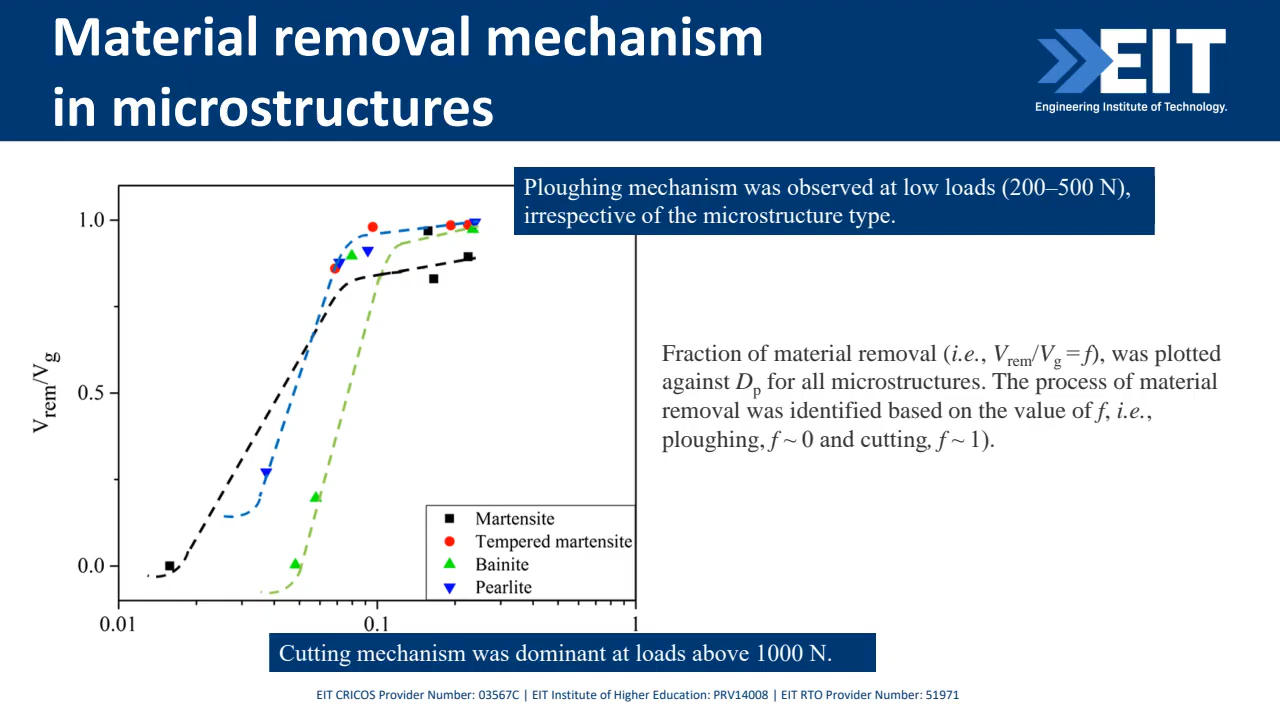 Material removal mechanism
in microstructures
EIT
Engineering Institute of Technology.
Ploughing mechanism was observed at low loads (200–500 N),
irrespective of the microstructure type.
1.0
0.5
0.0
Vrem/Vg
Martensite
Tempered martensite
Bainite
Pearlite
0.01
0.1
1
Fraction of material removal (i.e., Vrem/Vg = f), was plotted
against Dp for all microstructures. The process of material
removal was identified based on the value of f, i.e.,
ploughing, f ~ 0 and cutting, f ~ 1).
Cutting mechanism was dominant at loads above 1000 N.
EIT CRICOS Provider Number: 03567C | EIT Institute of Higher Education: PRV14008 | EIT RTO Provider Number: 51971